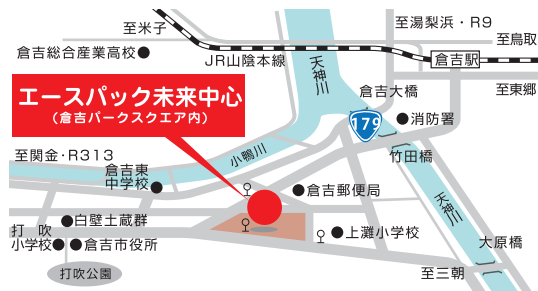 至米子
至湯梨浜・R9
至鳥取
倉吉総合産業高校
JR山陰本線
天神川
倉吉駅
至東郷
エースパック未来中心
(倉吉パークスクエア内)
倉吉大橋
179
消防署
竹田橋
至関金・R313
小鴨川
倉吉東
中学校
倉吉郵便局
天神川
白壁土蔵群
打吹
小学校
倉吉市役所
上灘小学校
大原橋
打吹公園
至三朝